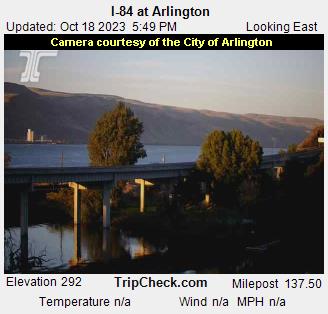 I-84 at Arlington
Updated: Oct 18 2023 5:49 PM Looking East
Camera courtesy of the City of Arlington
Elevation 292 TripCheck.com Milepost 137.50
Temperature n/a Wind n/a MPH n/a